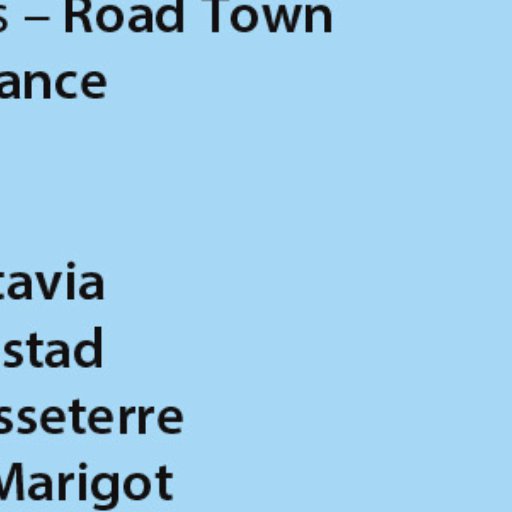 s – Road Town
ance
tavia
stad
sseterre
Marigot